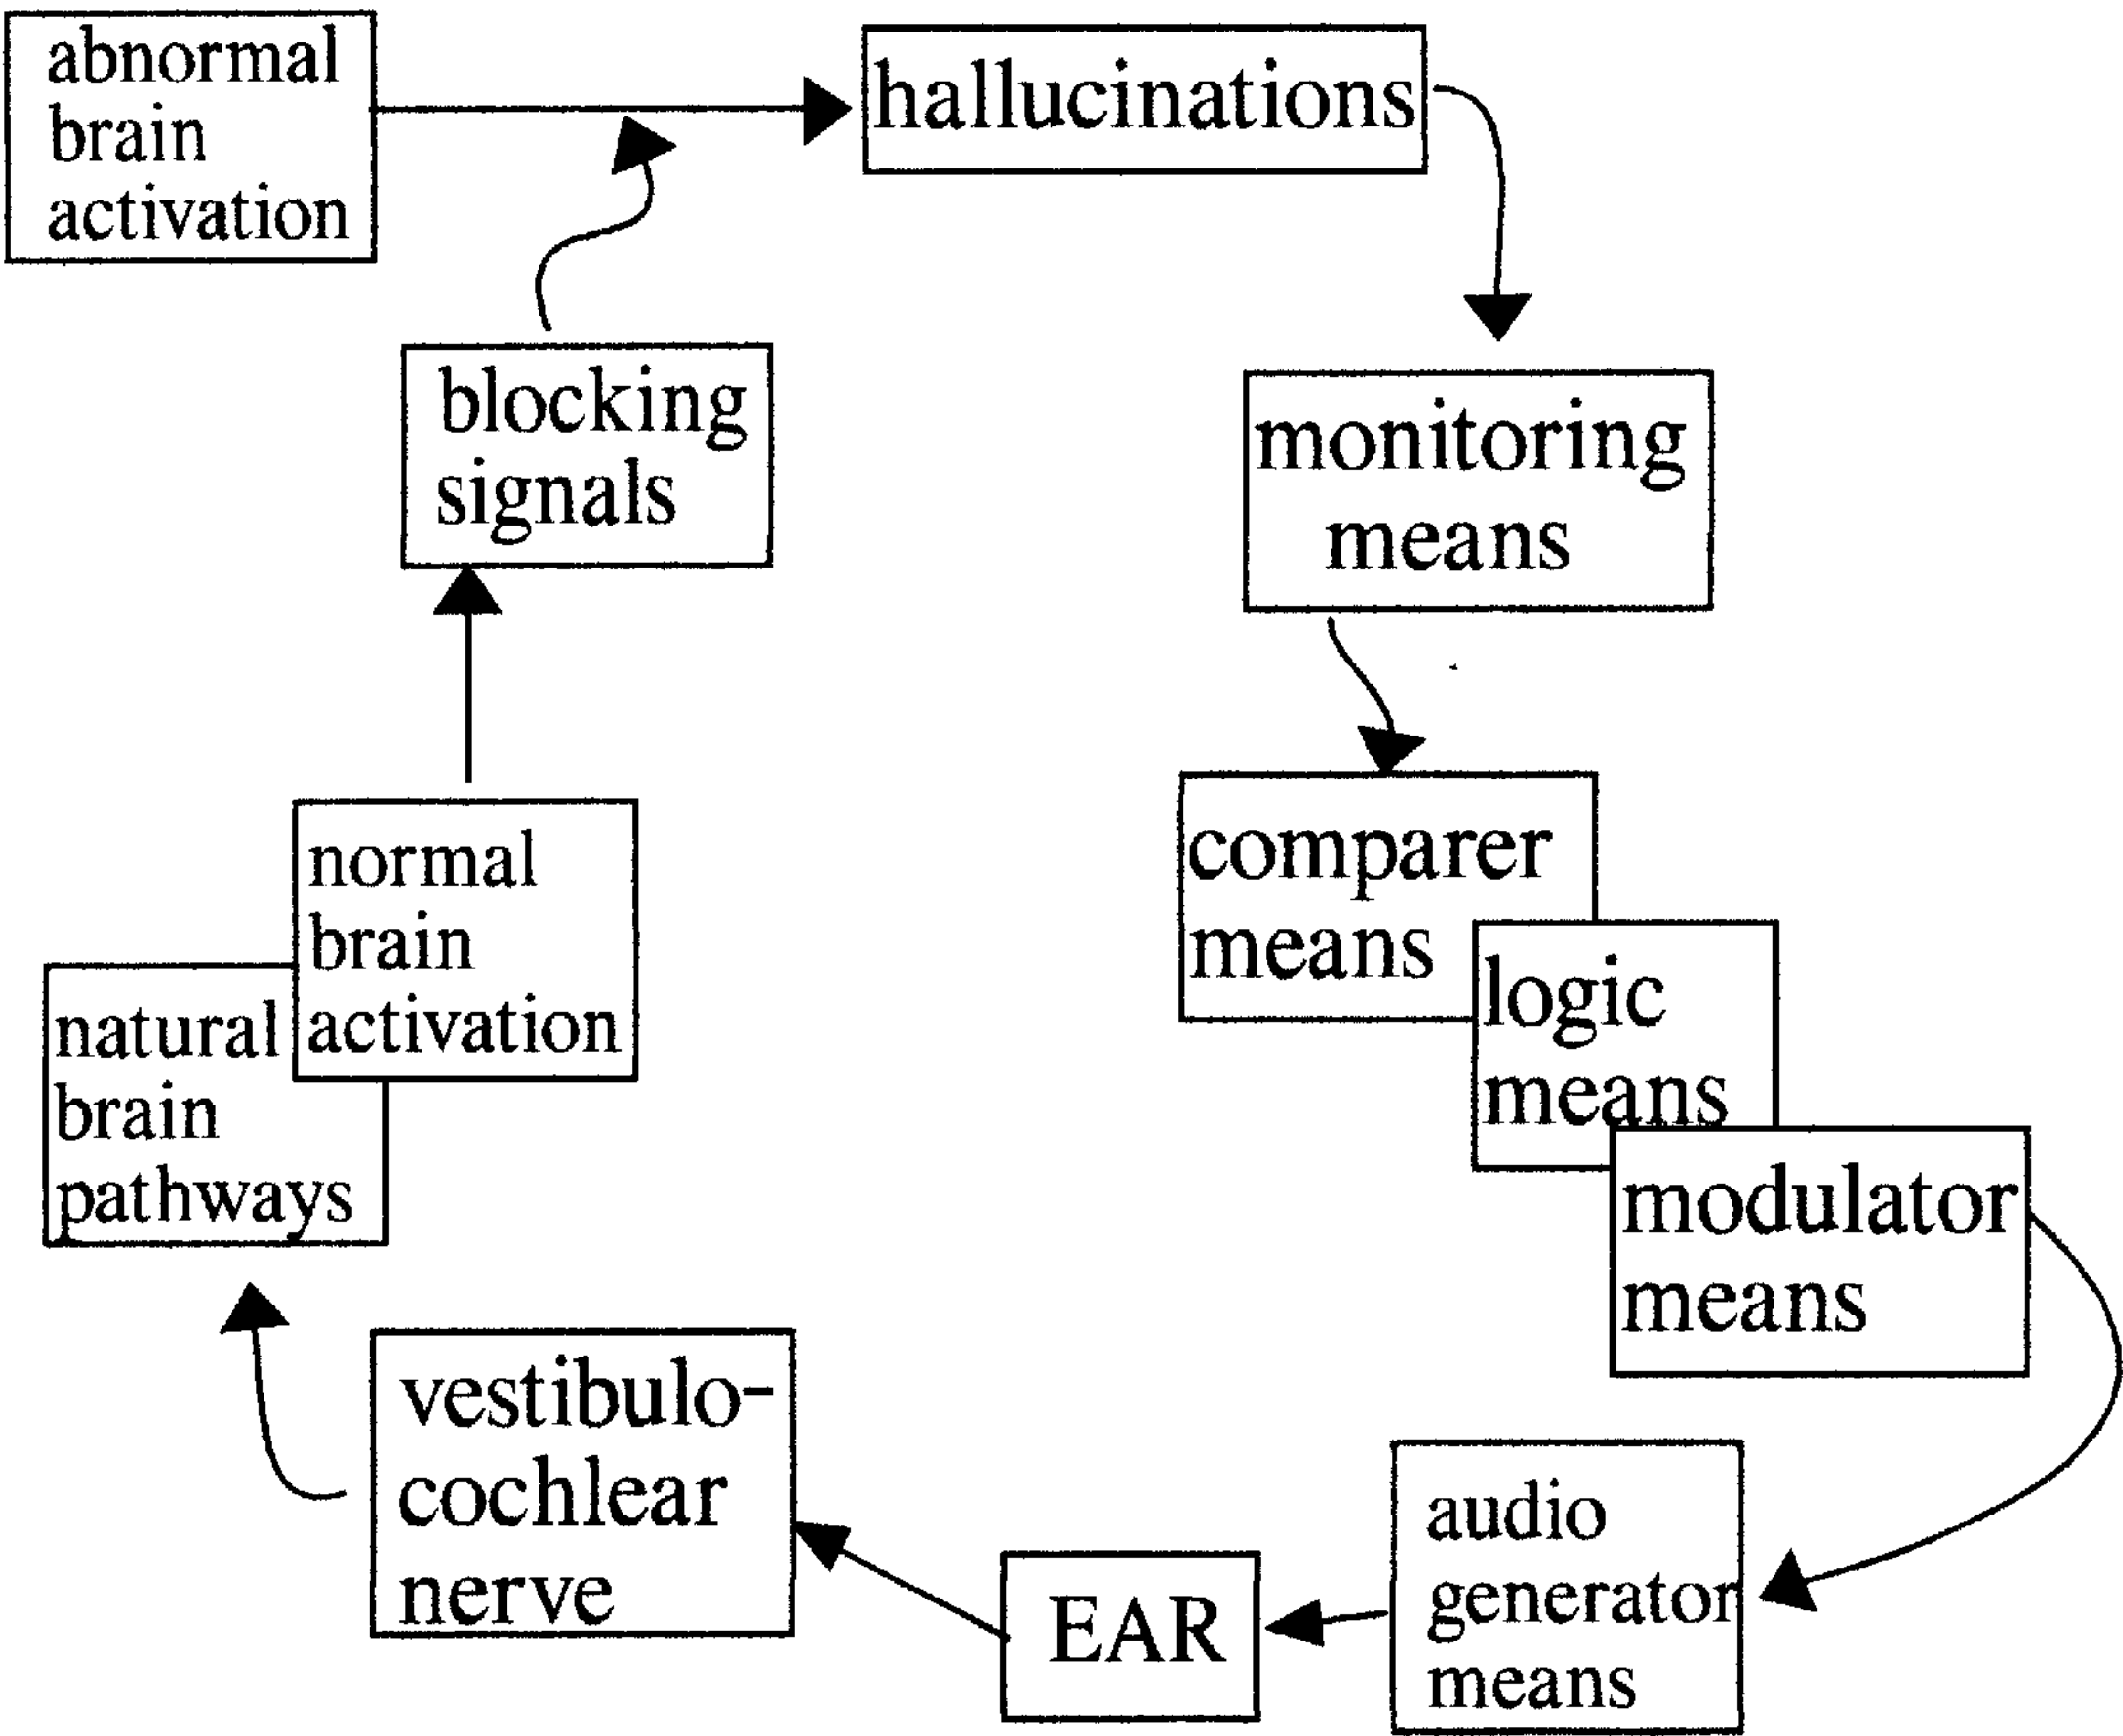 abnormal
brain
activation
hallucinations
blocking
signals
monitoring
means
normal
brain
activation
comparer
means
natural
brain
pathways
logic
means
modulator
means
vestibulo-
cochlear
nerve
EAR
audio
generator
means